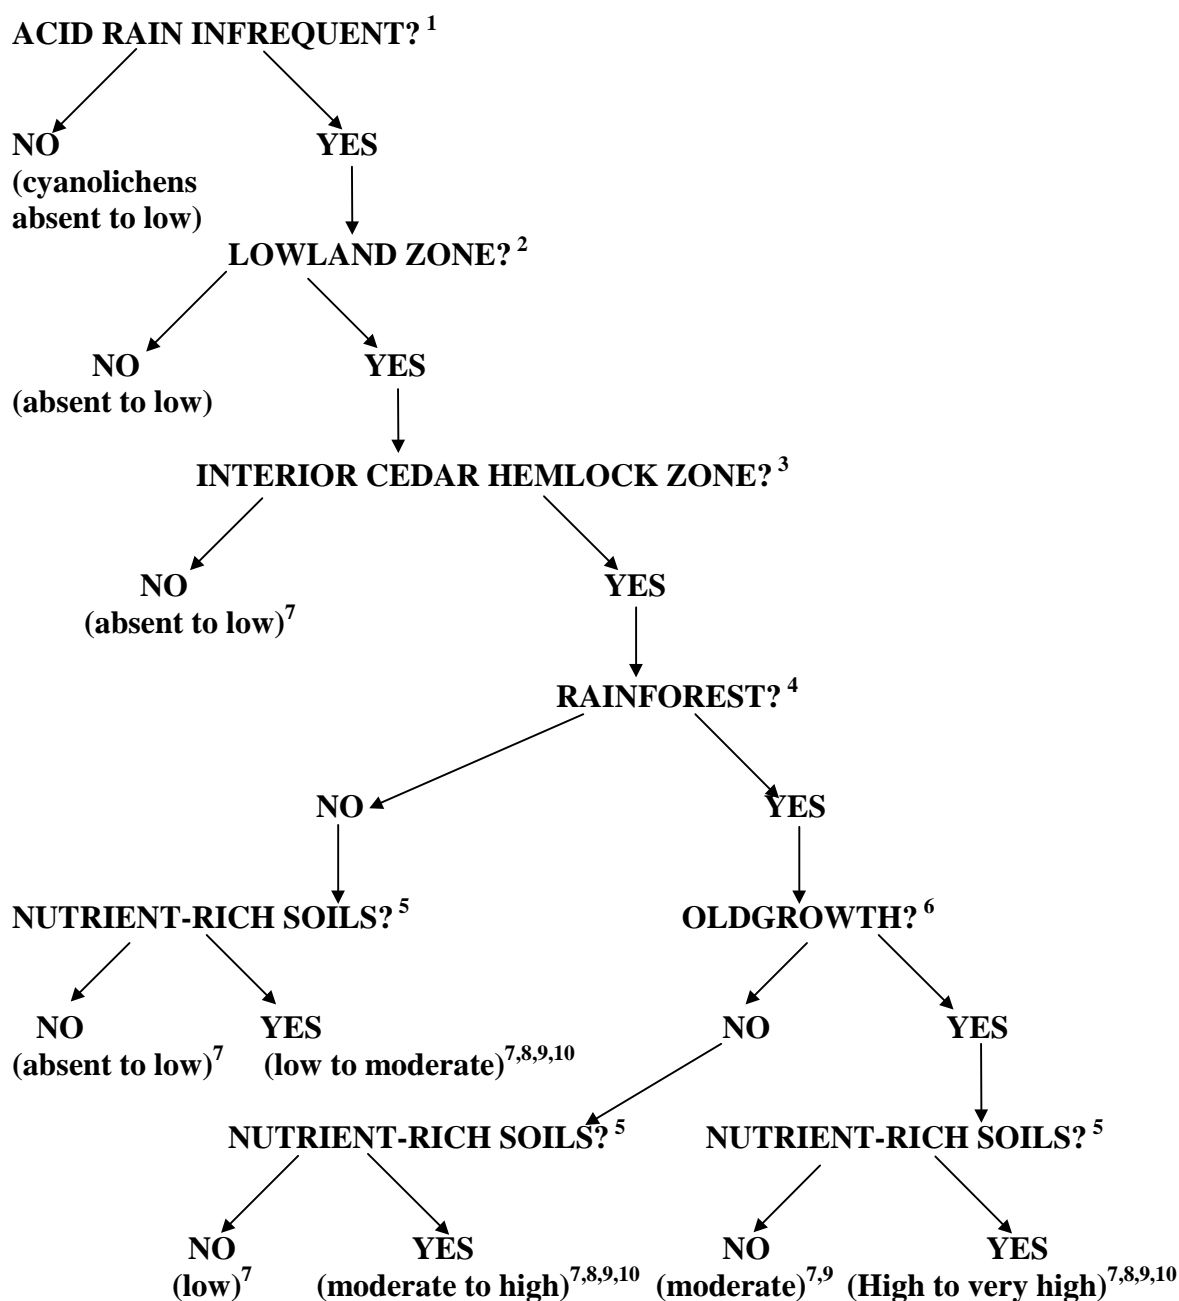 ACID RAIN INFREQUENT? 1
NO YES
(cyanolichens
absent to low)
LOWLAND ZONE? 2
NO YES
(absent to low)
INTERIOR CEDAR HEMLOCK ZONE? 3
NO YES
(absent to low)7
RAINFOREST? 4
NO YES
NUTRIENT-RICH SOILS? 5 OLDGROWTH? 6
NO YES NO YES
(absent to low)7 (low to moderate)7,8,9,10
NUTRIENT-RICH SOILS? 5 NUTRIENT-RICH SOILS? 5
NO YES NO YES
(low)7 (moderate to high)7,8,9,10 (moderate)7,9 (High to very high)7,8,9,10